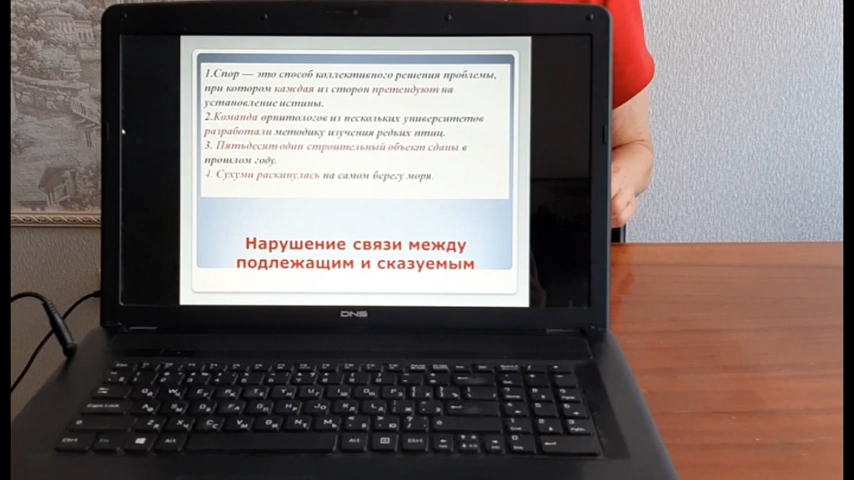 1.Спор — это способ коллективного решения проблемы,
при котором каждая из сторон претендуют на
установление истины.
2.Команда орнитологов из нескольких университетов
разработали методику изучения редких птиц.
3. Пятьдесят один строительный объект сданы в
прошлом году.
4. Сухуми раскинулась на самом берегу моря.
Нарушение связи между
подлежащим и сказуемым
DNS